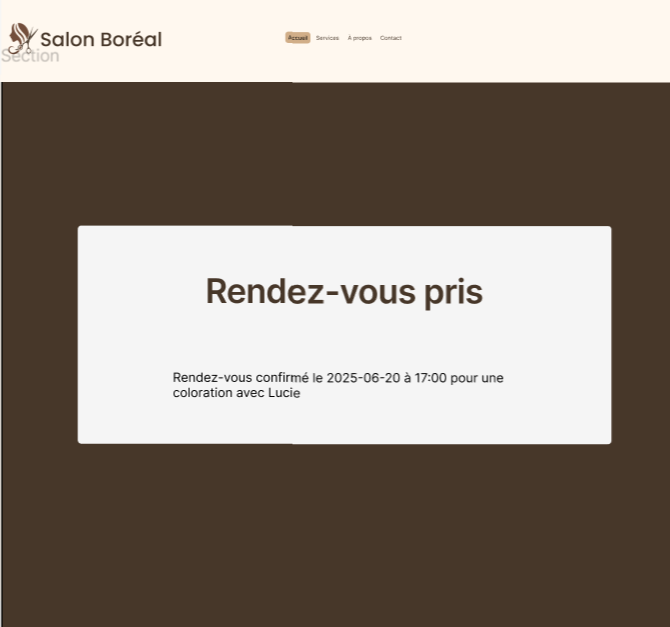 Salon Boréal
Section
Accueil Services À propos Contact
Rendez-vous pris
Rendez-vous confirmé le 2025-06-20 à 17:00 pour une
coloration avec Lucie